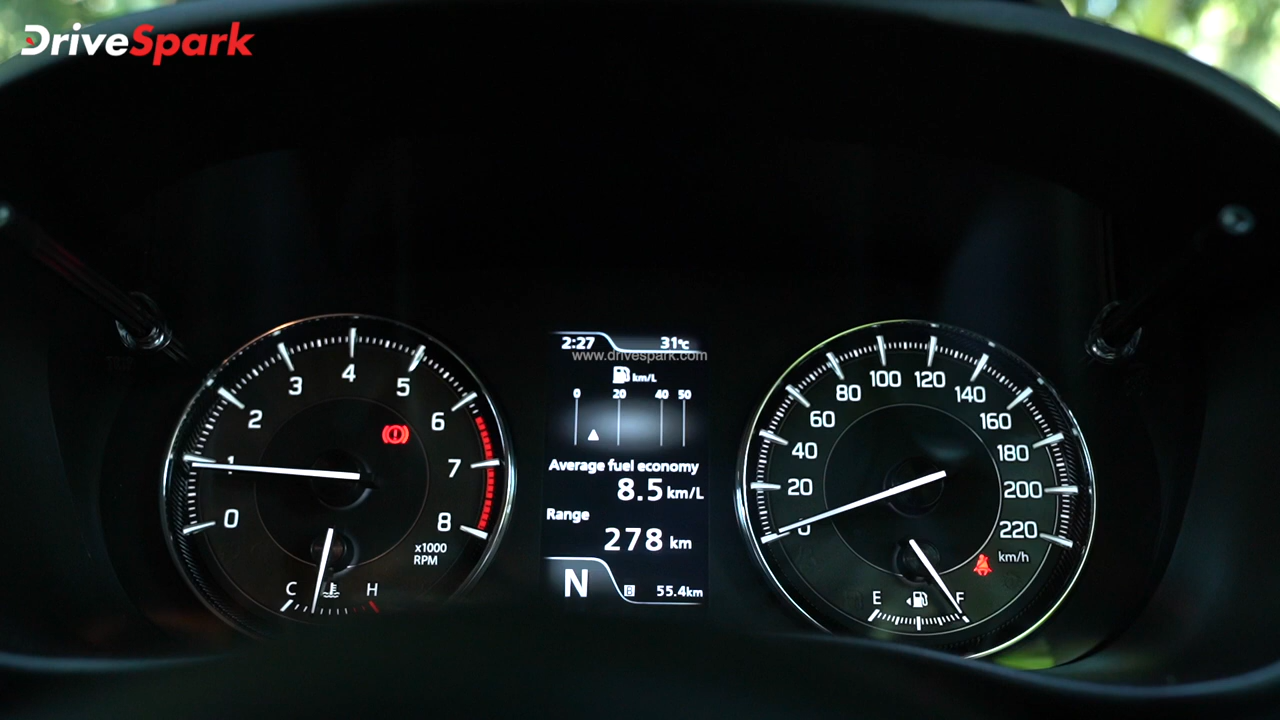 DriveSpark
2:27 31°C
www.drivespark.com
km/L
0 20 40 50
Average fuel economy
8.5 km/L
Range
278 km
N B 55.4km
0 1 2 3 4 5 6 7 8
x1000
RPM
C H
0 20 40 60 80 100 120 140 160 180 200 220
km/h
E F